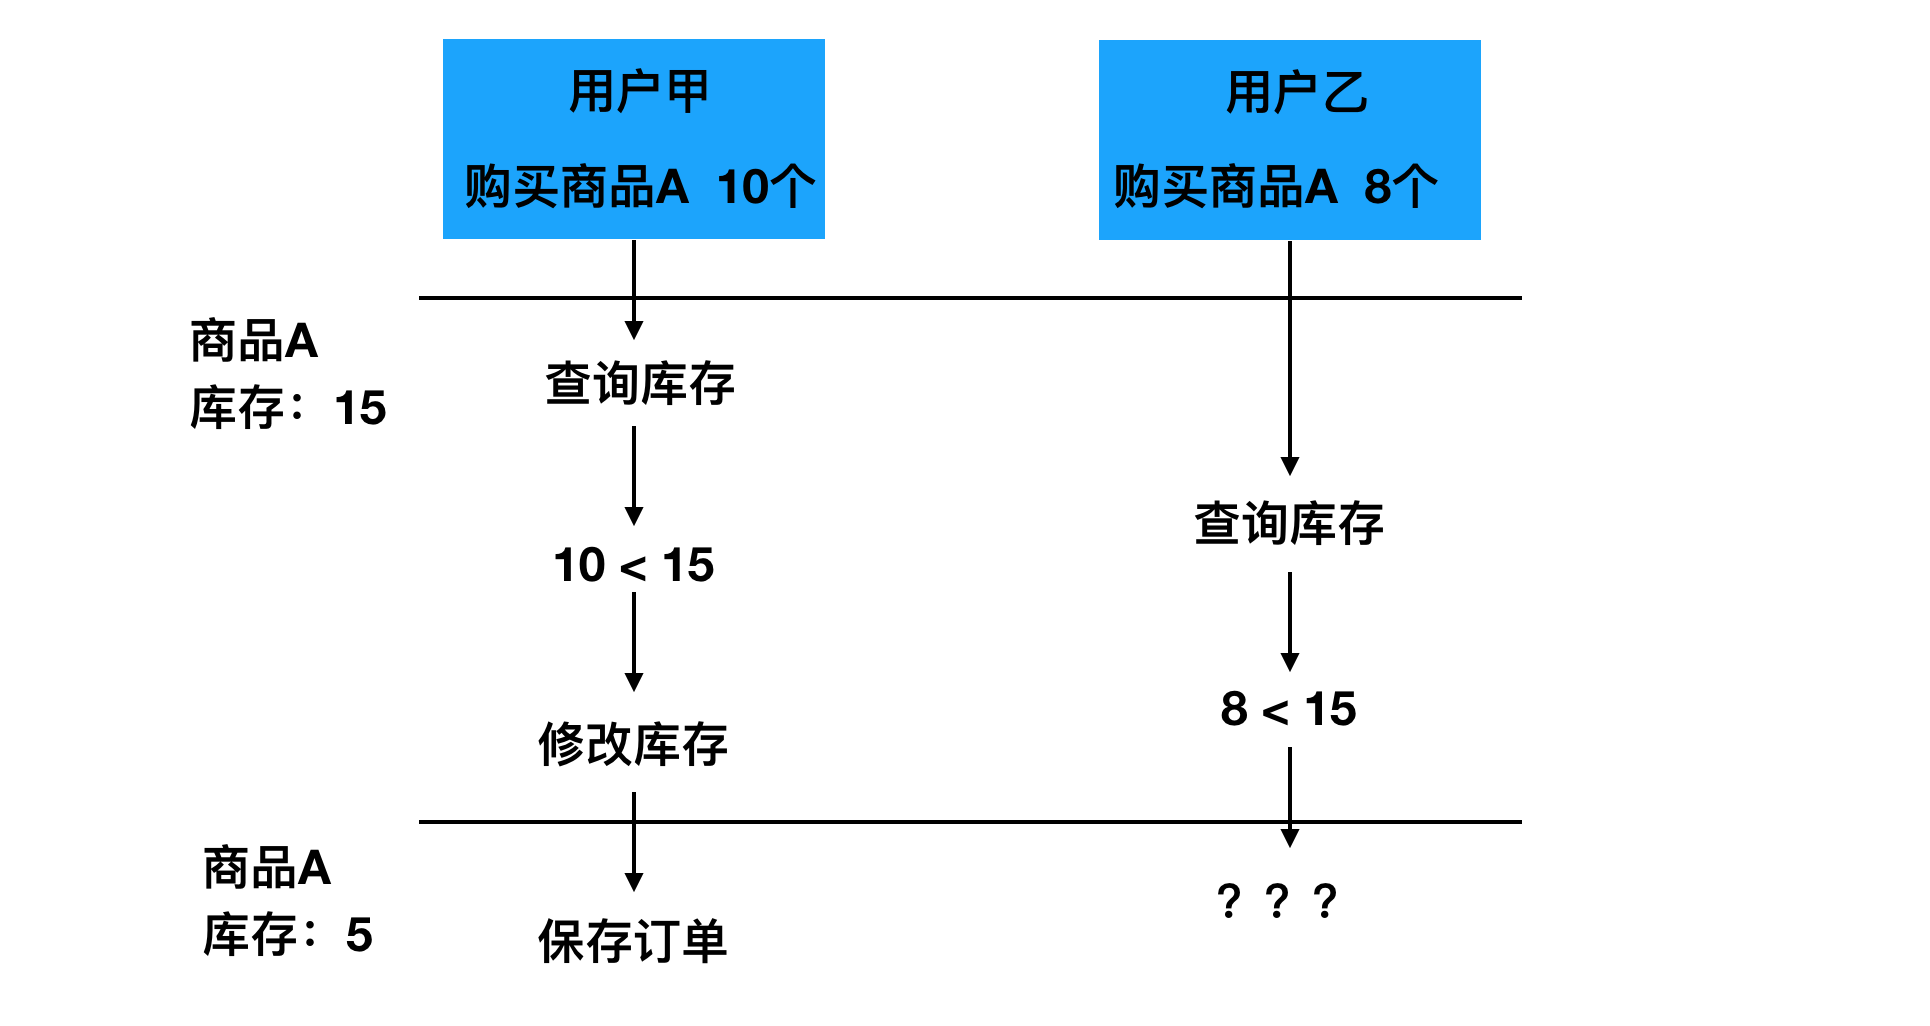 用户甲
购买商品A 10个
用户乙
购买商品A 8个
商品A
库存：15
查询库存
查询库存
10 < 15
8 < 15
修改库存
商品A
库存：5
保存订单
？？？